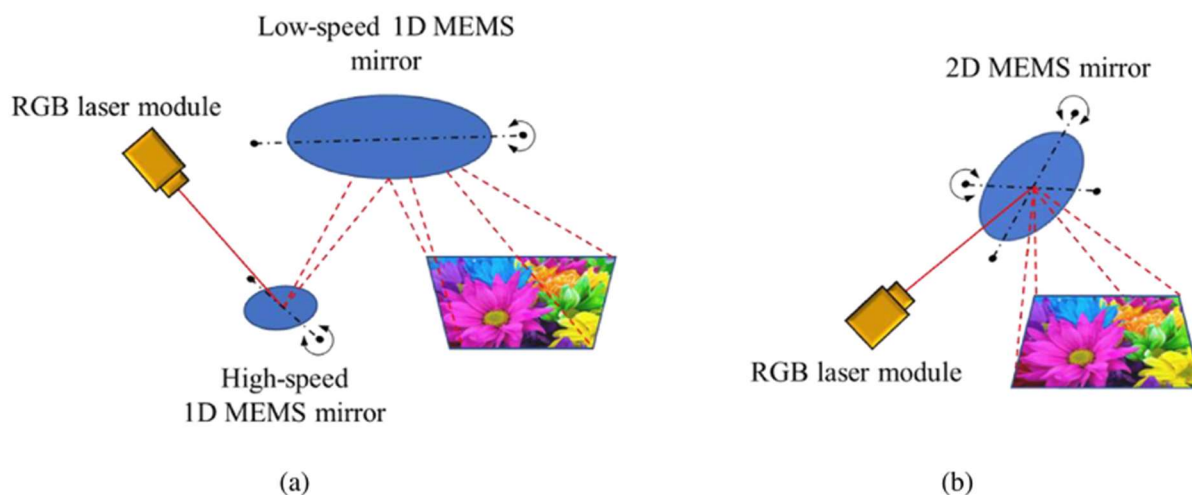 Low-speed 1D MEMS
mirror
RGB laser module
High-speed
1D MEMS mirror
(a)
2D MEMS mirror
RGB laser module
(b)